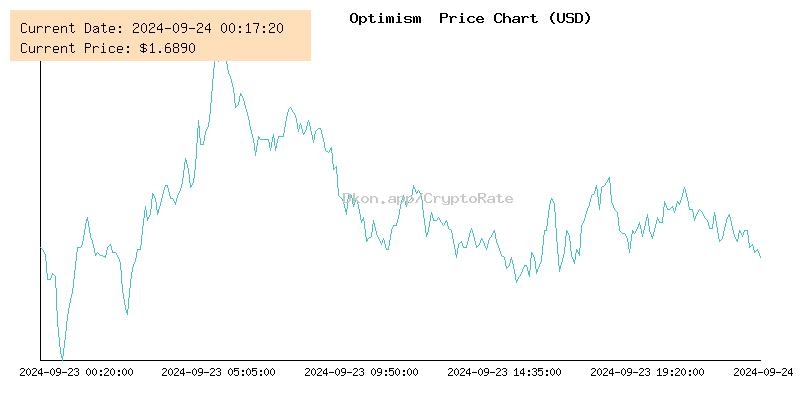 Optimism  Price Chart (USD)
Current Date: 2024-09-24 00:17:20
Current Price: $1.6890
Dkon.app/CryptoRate
2024-09-23 00:20:00 2024-09-23 05:05:00 2024-09-23 09:50:00 2024-09-23 14:35:00 2024-09-23 19:20:00 2024-09-24